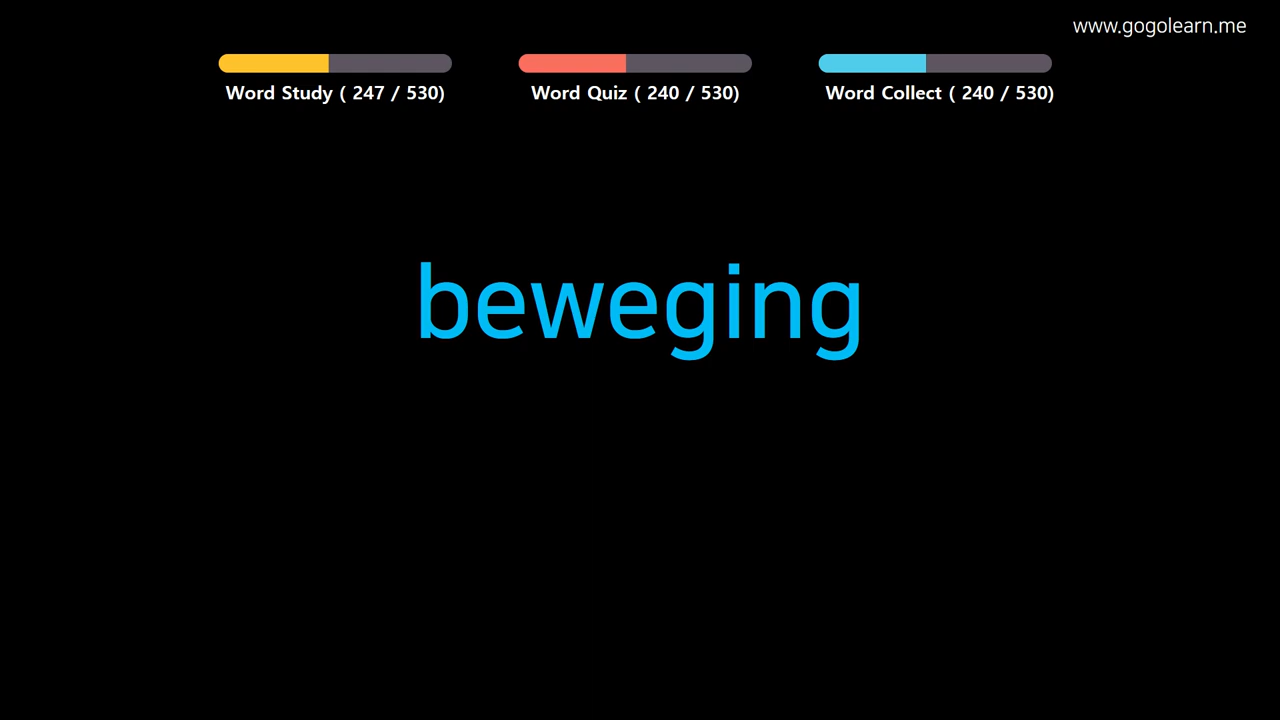 www.gogolearn.me
Word Study ( 247 / 530)
Word Quiz ( 240 / 530)
Word Collect ( 240 / 530)
beweging